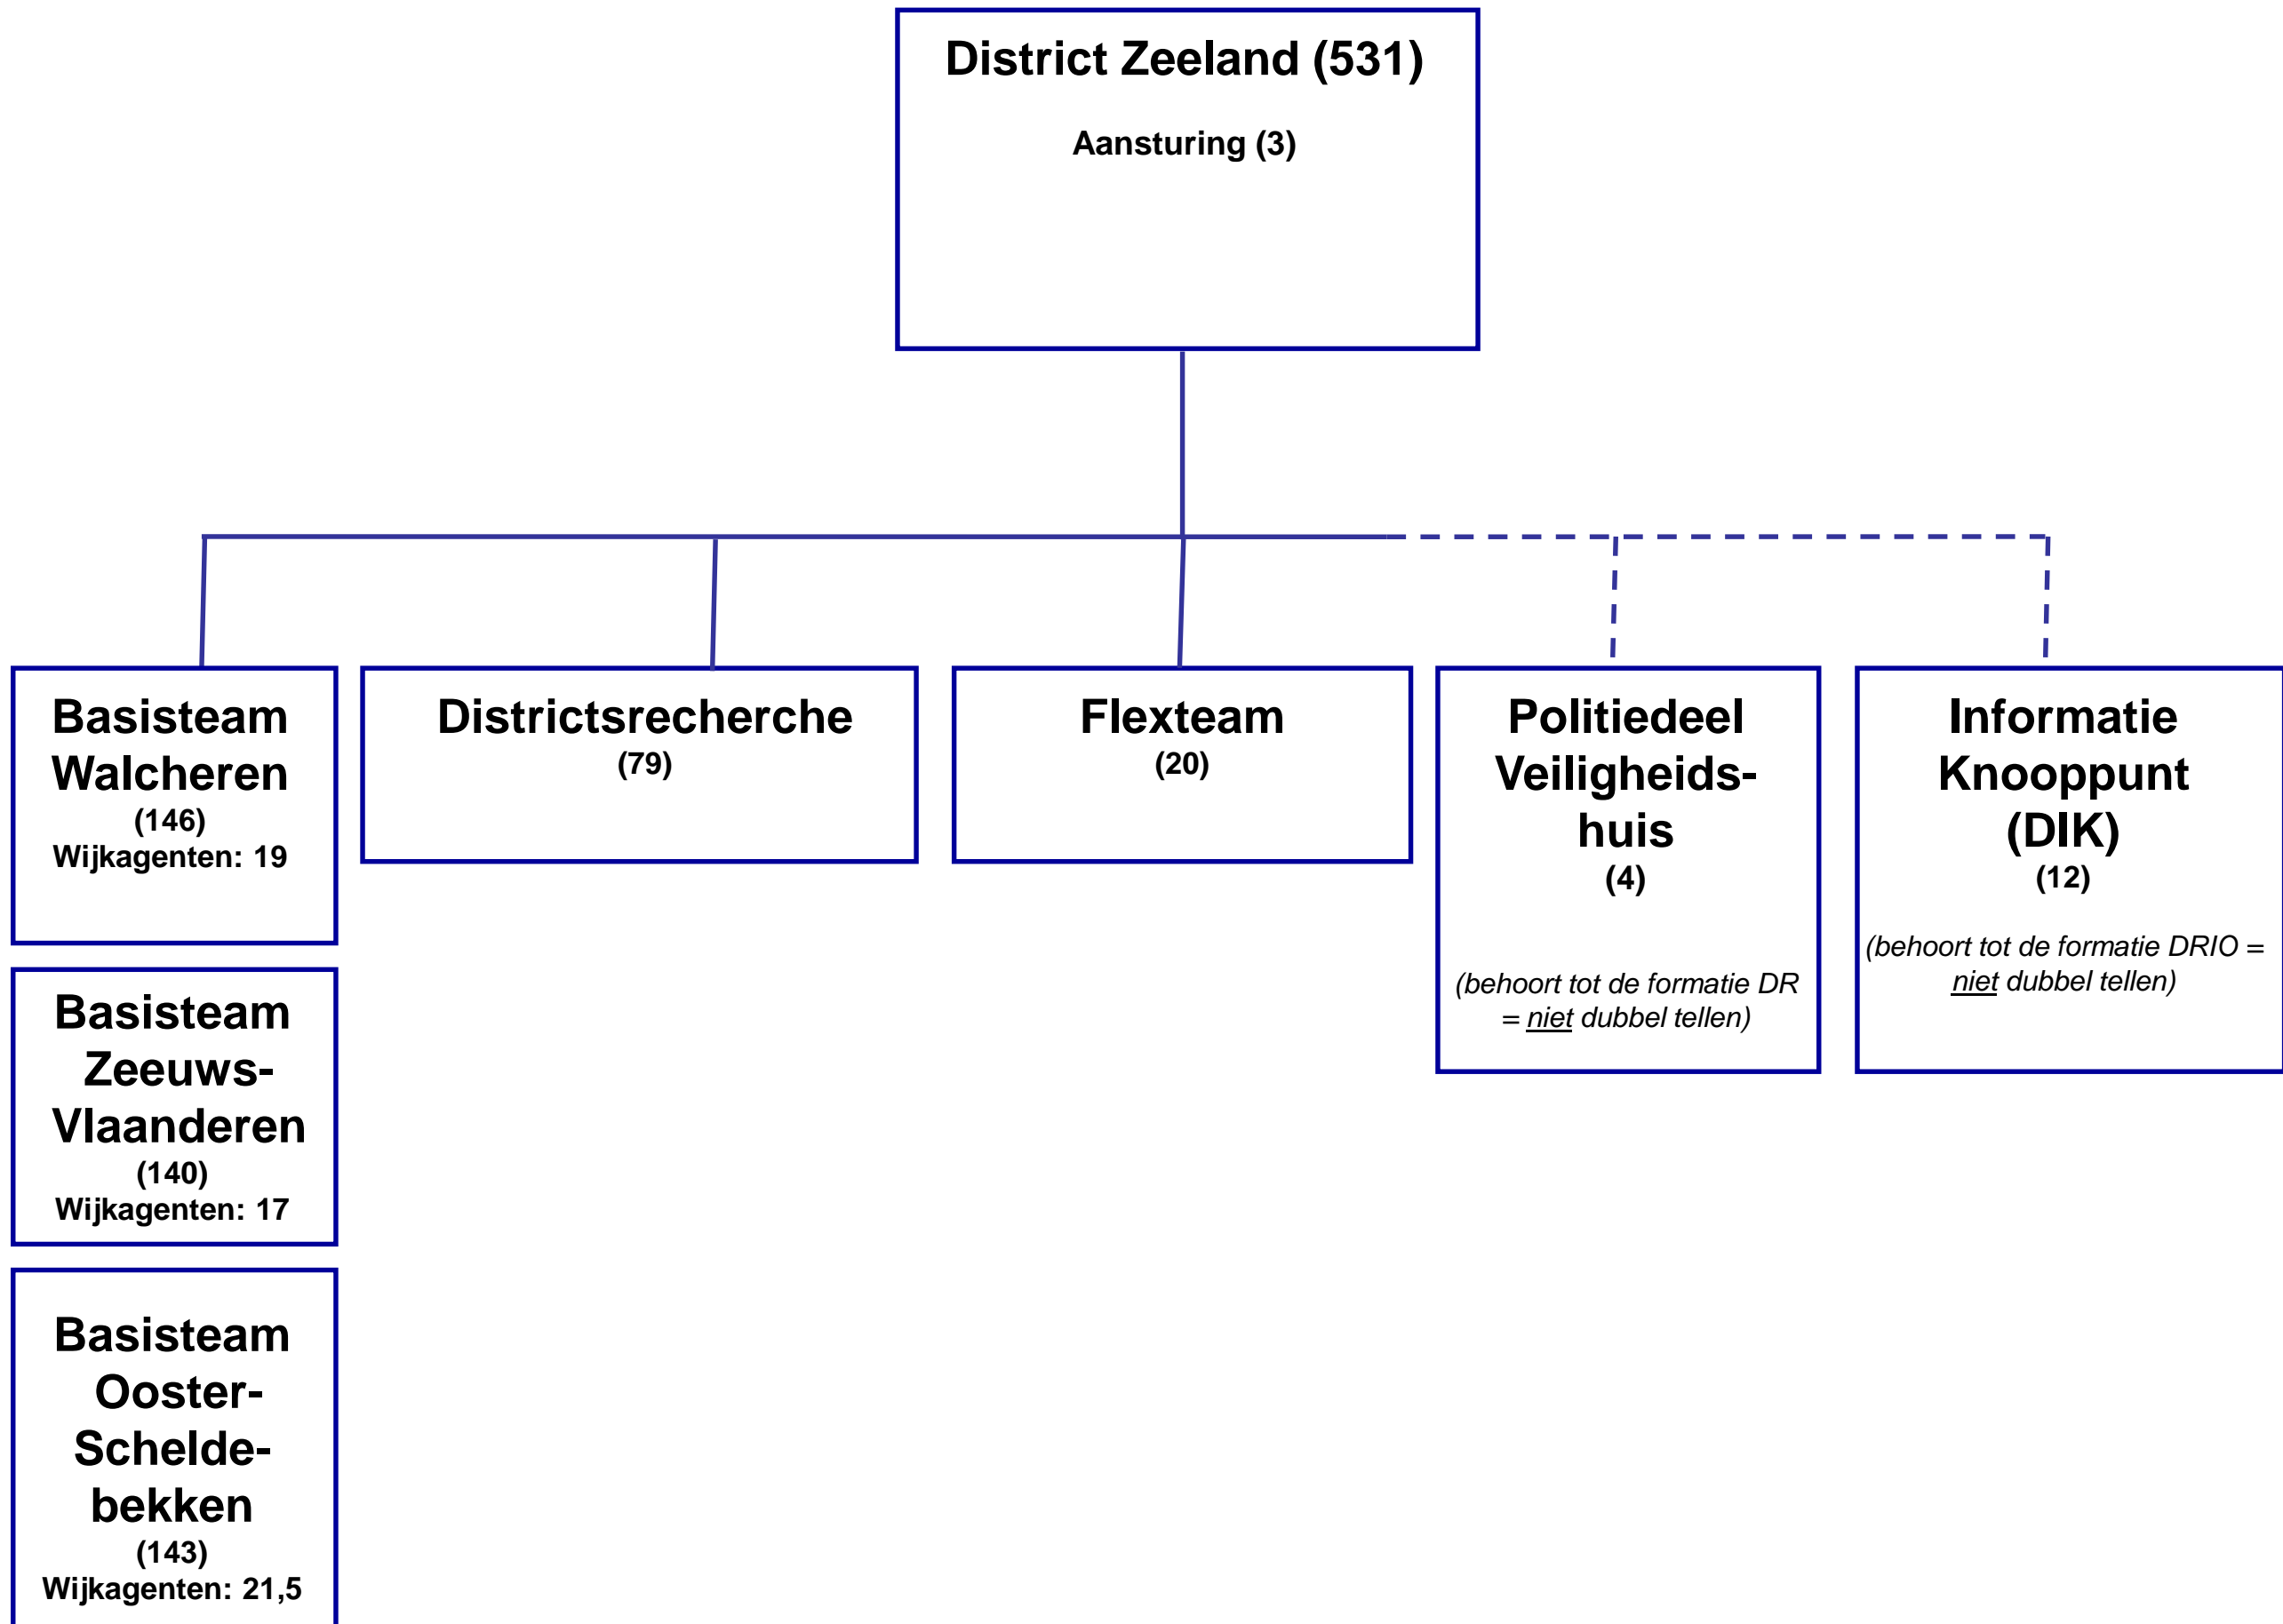 District Zeeland (531)
Aansturing (3)
Basisteam
Walcheren
(146)
Wijkagenten: 19
Districtsrecherche
(79)
Flexteam
(20)
Politiedeel
Veiligheids-
huis
(4)
(behoort tot de formatie DR
= niet dubbel tellen)
Informatie
Knooppunt
(DIK)
(12)
(behoort tot de formatie DRIO =
niet dubbel tellen)
Basisteam
Zeeuws-
Vlaanderen
(140)
Wijkagenten: 17
Basisteam
Ooster-
Schelde-
bekken
(143)
Wijkagenten: 21,5